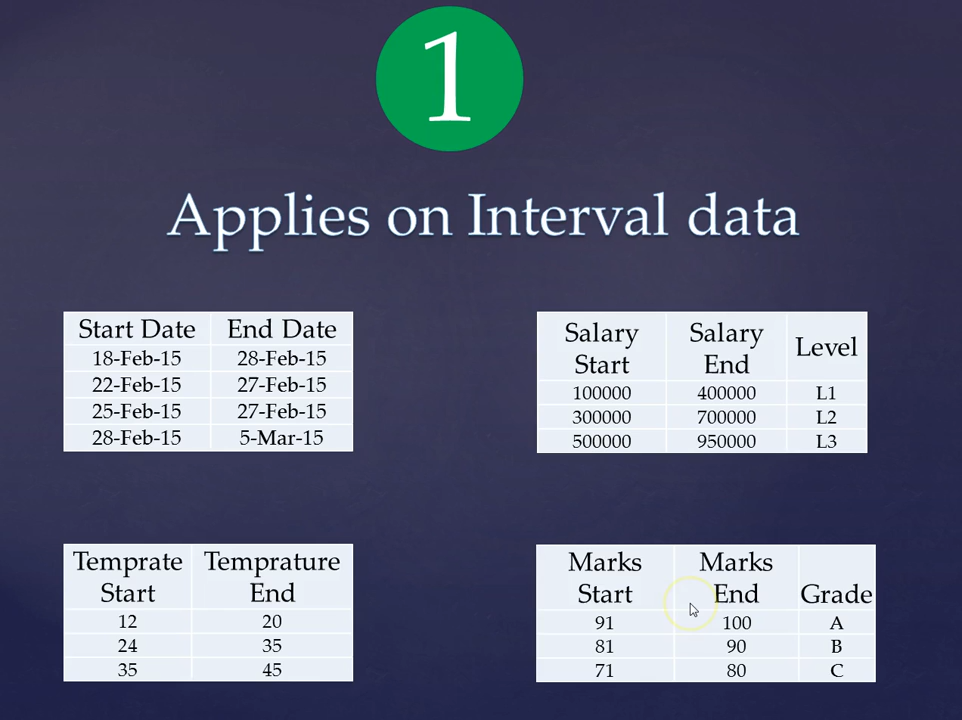 1
Applies on Interval data
Start Date End Date
18-Feb-15 28-Feb-15
22-Feb-15 27-Feb-15
25-Feb-15 27-Feb-15
28-Feb-15 5-Mar-15
Salary Start Salary End Level
100000 400000 L1
300000 700000 L2
500000 950000 L3
Temprate Start Temprature End
12 20
24 35
35 45
Marks Start Marks End Grade
91 100 A
81 90 B
71 80 C